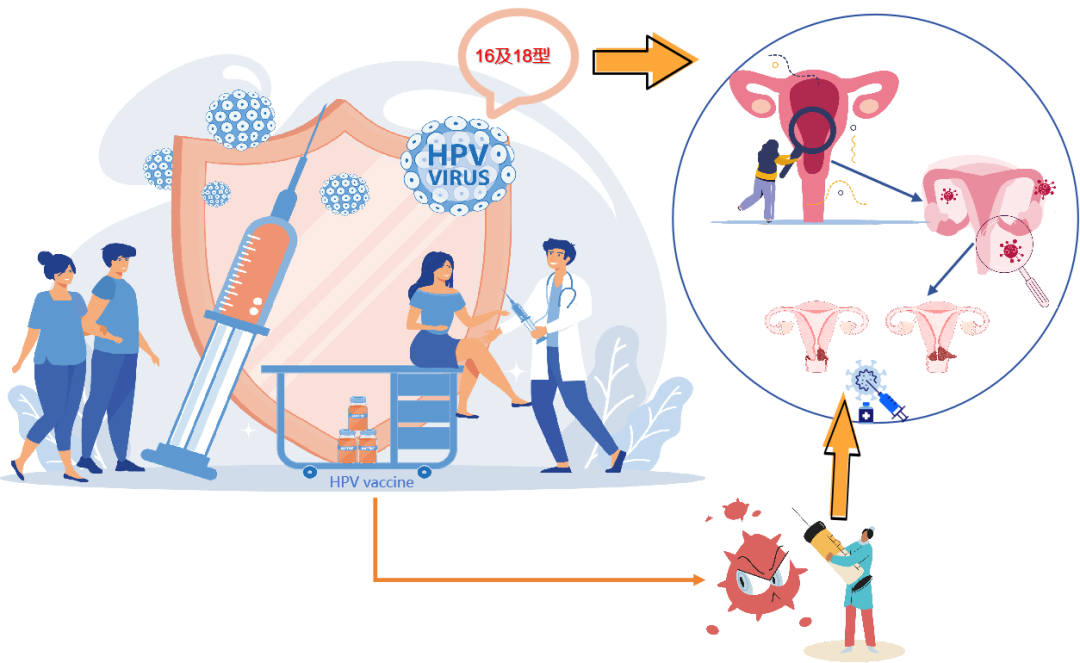 16及18型
HPV
VIRUS
HPV vaccine